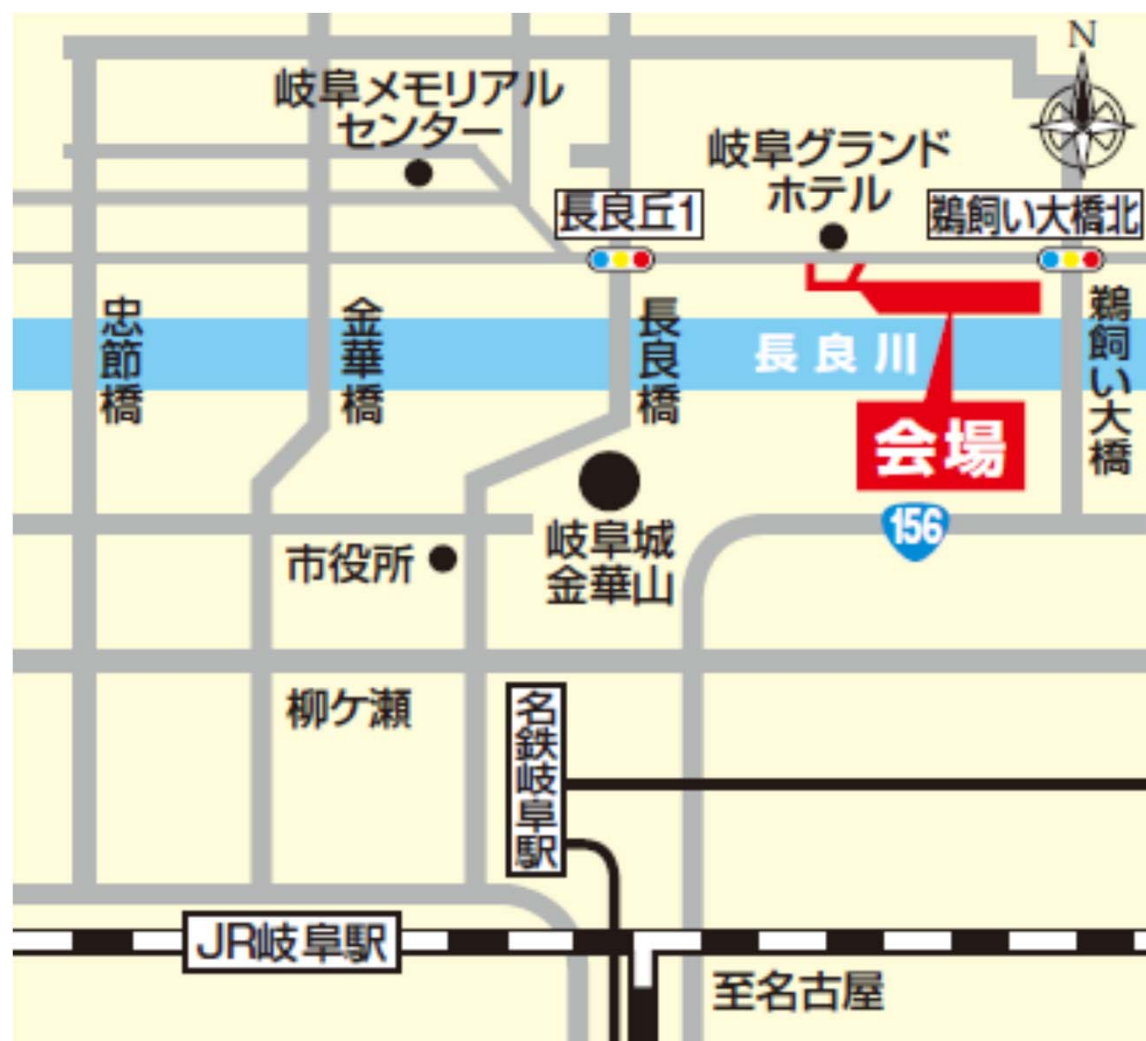 N
岐阜メモリアル
センター
岐阜グランド
ホテル
長良丘1
鵜飼い大橋北
忠節橋
金華橋
長良橋
鵜飼い大橋
長良川
会場
156
岐阜城
金華山
市役所
柳ケ瀬
名鉄岐阜駅
JR岐阜駅
至名古屋